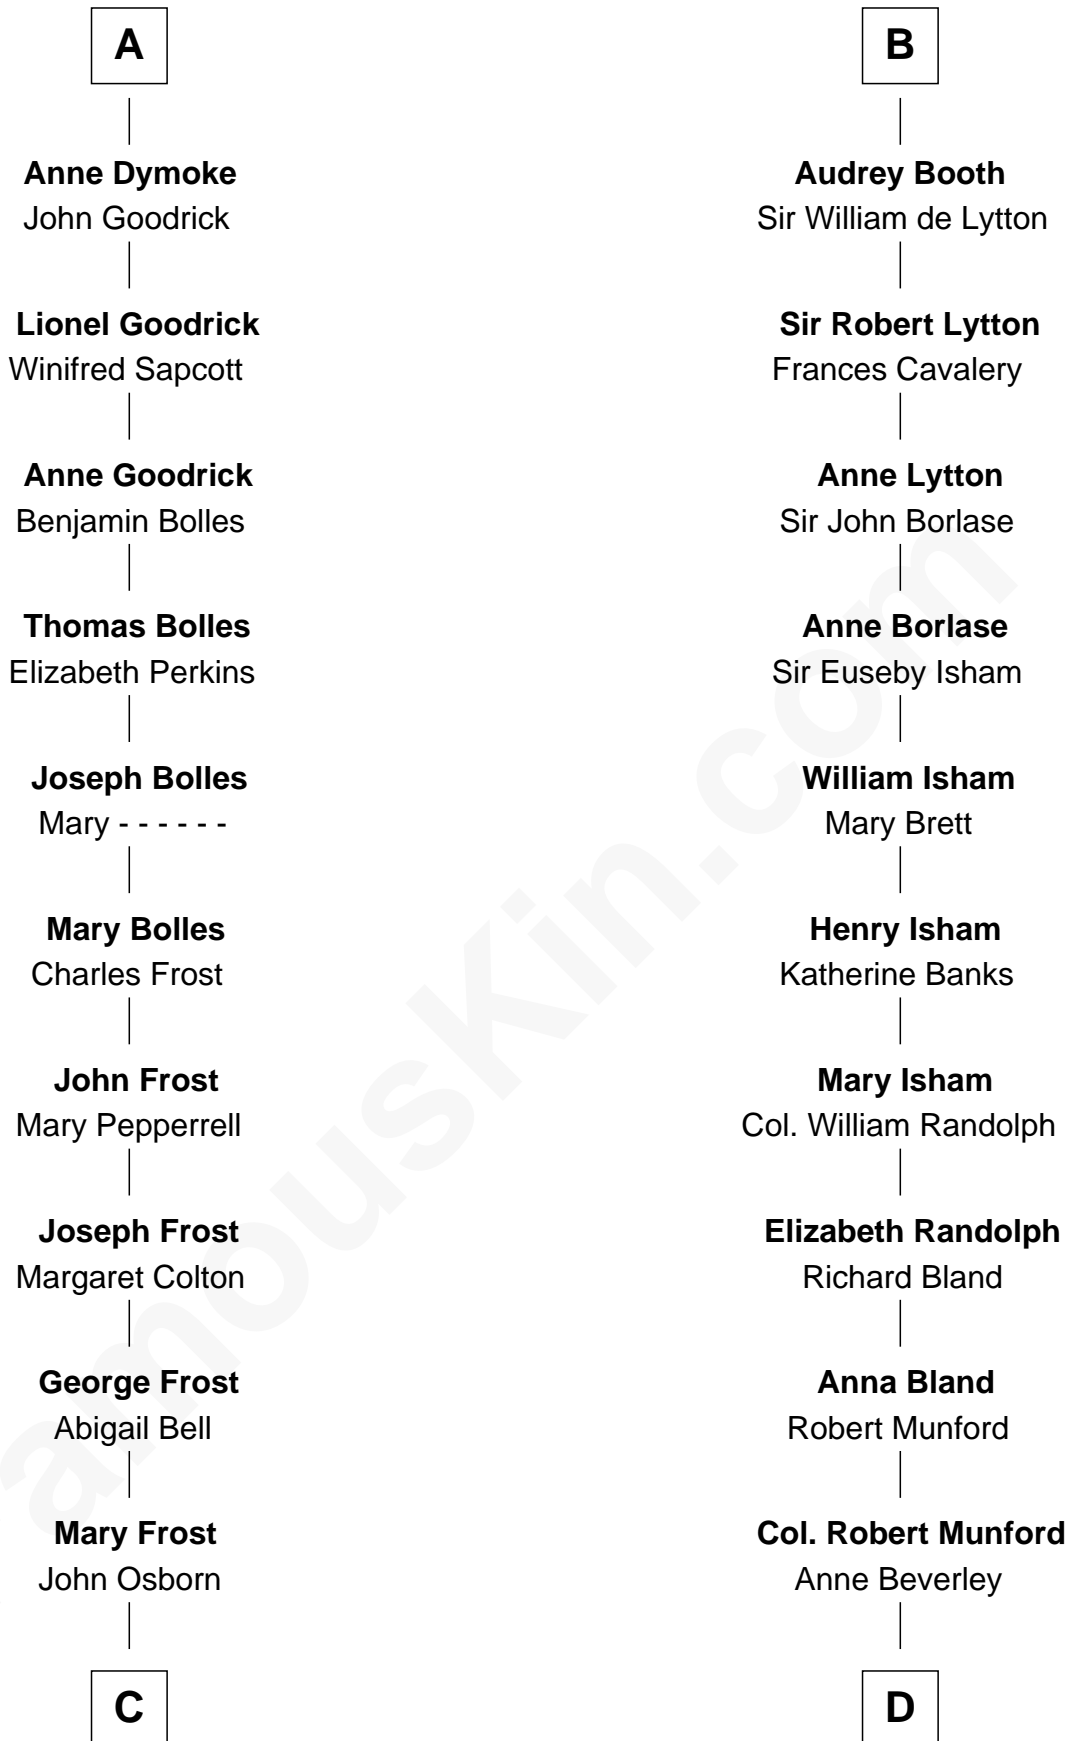 A
Anne Dymoke
John Goodrick
Lionel Goodrick
Winifred Sapcott
Anne Goodrick
Benjamin Bolles
Thomas Bolles
Elizabeth Perkins
Joseph Bolles
Mary - - - - - -
Mary Bolles
Charles Frost
John Frost
Mary Pepperrell
Joseph Frost
Margaret Colton
George Frost
Abigail Bell
Mary Frost
John Osborn
C
B
Audrey Booth
Sir William de Lytton
Sir Robert Lytton
Frances Cavalery
Anne Lytton
Sir John Borlase
Anne Borlase
Sir Euseby Isham
William Isham
Mary Brett
Henry Isham
Katherine Banks
Mary Isham
Col. William Randolph
Elizabeth Randolph
Richard Bland
Anna Bland
Robert Munford
Col. Robert Munford
Anne Beverley
D
amousKin.com